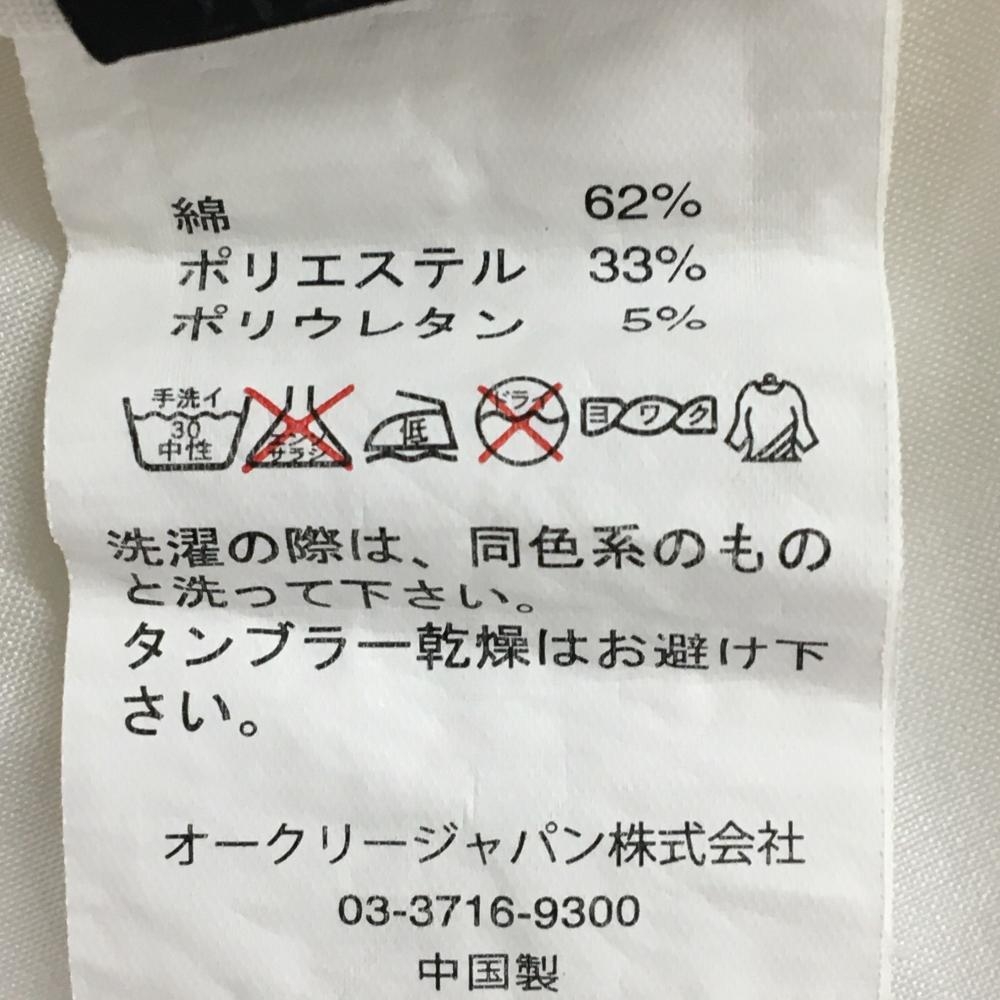 綿 62%
ポリエステル 33%
ポリウレタン 5%
手洗イ 30 中性 エンソ サラシ 低 ドライ ヨワク
洗濯の際は、同色系のもの
と洗って下さい。
タンブラー乾燥はお避け下
さい。
オークリージャパン株式会社
03-3716-9300
中国製